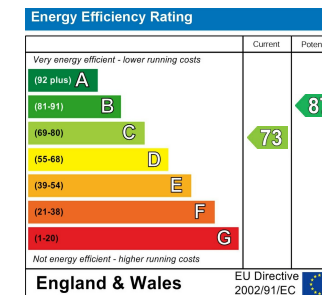 Energy Efficiency Rating
Current
Very energy efficient - lower running costs
(92 plus) A
(81-91) B
(69-80) C
73
(55-68) D
(39-54) E
(21-38) F
(1-20) G
Not energy efficient - higher running costs
England & Wales
EU Directive
2002/91/EC